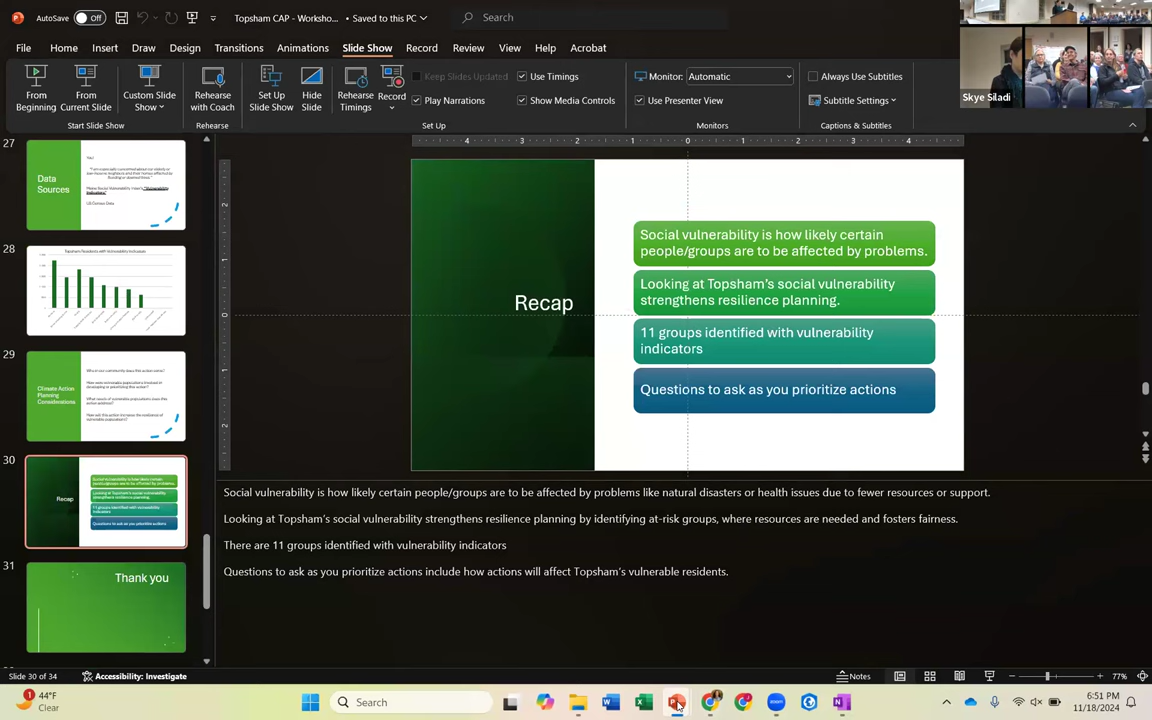 AutoSave
Off
Topsham CAP - Worksho... • Saved to this PC
Search
File
Home
Insert
Draw
Design
Transitions
Animations
Slide Show
Record
Review
View
Help
Acrobat
From Beginning
From Current Slide
Custom Slide Show
Rehearse with Coach
Set Up Slide Show
Hide Slide
Rehearse Timings
Record
Keep Slides Updated
Play Narrations
Use Timings
Show Media Controls
Monitor:
Automatic
Use Presenter View
Always Use Subtitles
Subtitle Settings
Start Slide Show
Rehearse
Set Up
Monitors
Captions & Subtitles
Skye Siladi
27
Data
Sources
28
Topsham Residents with Vulnerability Indicators
29
Climate Action
Planning
Considerations
30
Recap
31
Thank you
Recap
Social vulnerability is how likely certain
people/groups are to be affected by problems.
Looking at Topsham's social vulnerability
strengthens resilience planning.
11 groups identified with vulnerability
indicators
Questions to ask as you prioritize actions
Social vulnerability is how likely certain people/groups are to be affected by problems like natural disasters or health issues due to fewer resources or support.
Looking at Topsham's social vulnerability strengthens resilience planning by identifying at-risk groups, where resources are needed and fosters fairness.
There are 11 groups identified with vulnerability indicators
Questions to ask as you prioritize actions include how actions will affect Topsham's vulnerable residents.
Slide 30 of 34
Accessibility: Investigate
Notes
77%
44°F
Clear
Search
6:51 PM
11/18/2024